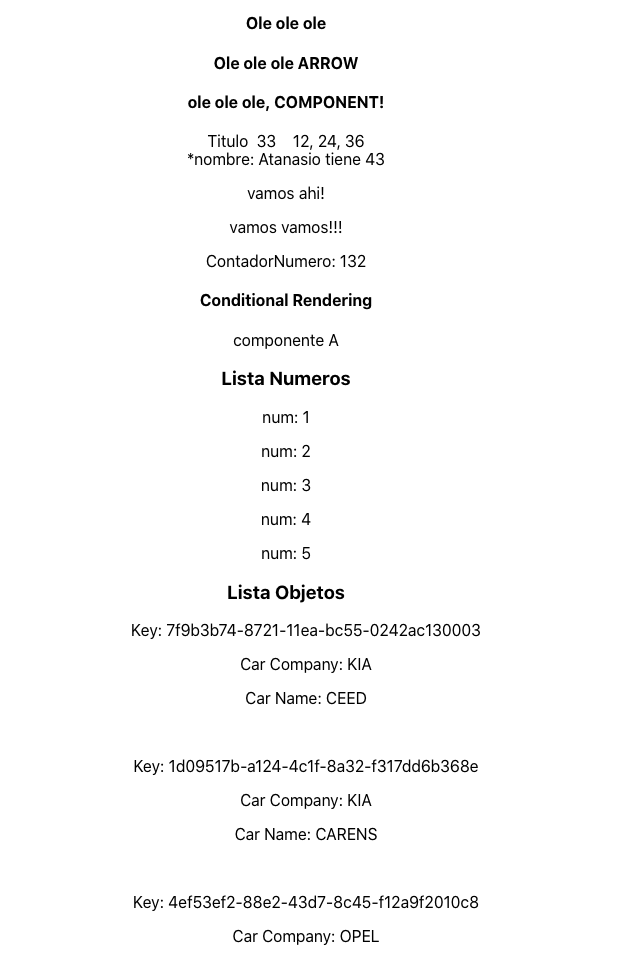 Ole ole ole
Ole ole ole ARROW
ole ole ole, COMPONENT!
Titulo 33 12, 24, 36
*nombre: Atanasio tiene 43
vamos ahi!
vamos vamos!!!
ContadorNumero: 132
Conditional Rendering
componente A
Lista Numeros
num: 1
num: 2
num: 3
num: 4
num: 5
Lista Objetos
Key: 7f9b3b74-8721-11ea-bc55-0242ac130003
Car Company: KIA
Car Name: CEED
Key: 1d09517b-a124-4c1f-8a32-f317dd6b368e
Car Company: KIA
Car Name: CARENS
Key: 4ef53ef2-88e2-43d7-8c45-f12a9f2010c8
Car Company: OPEL